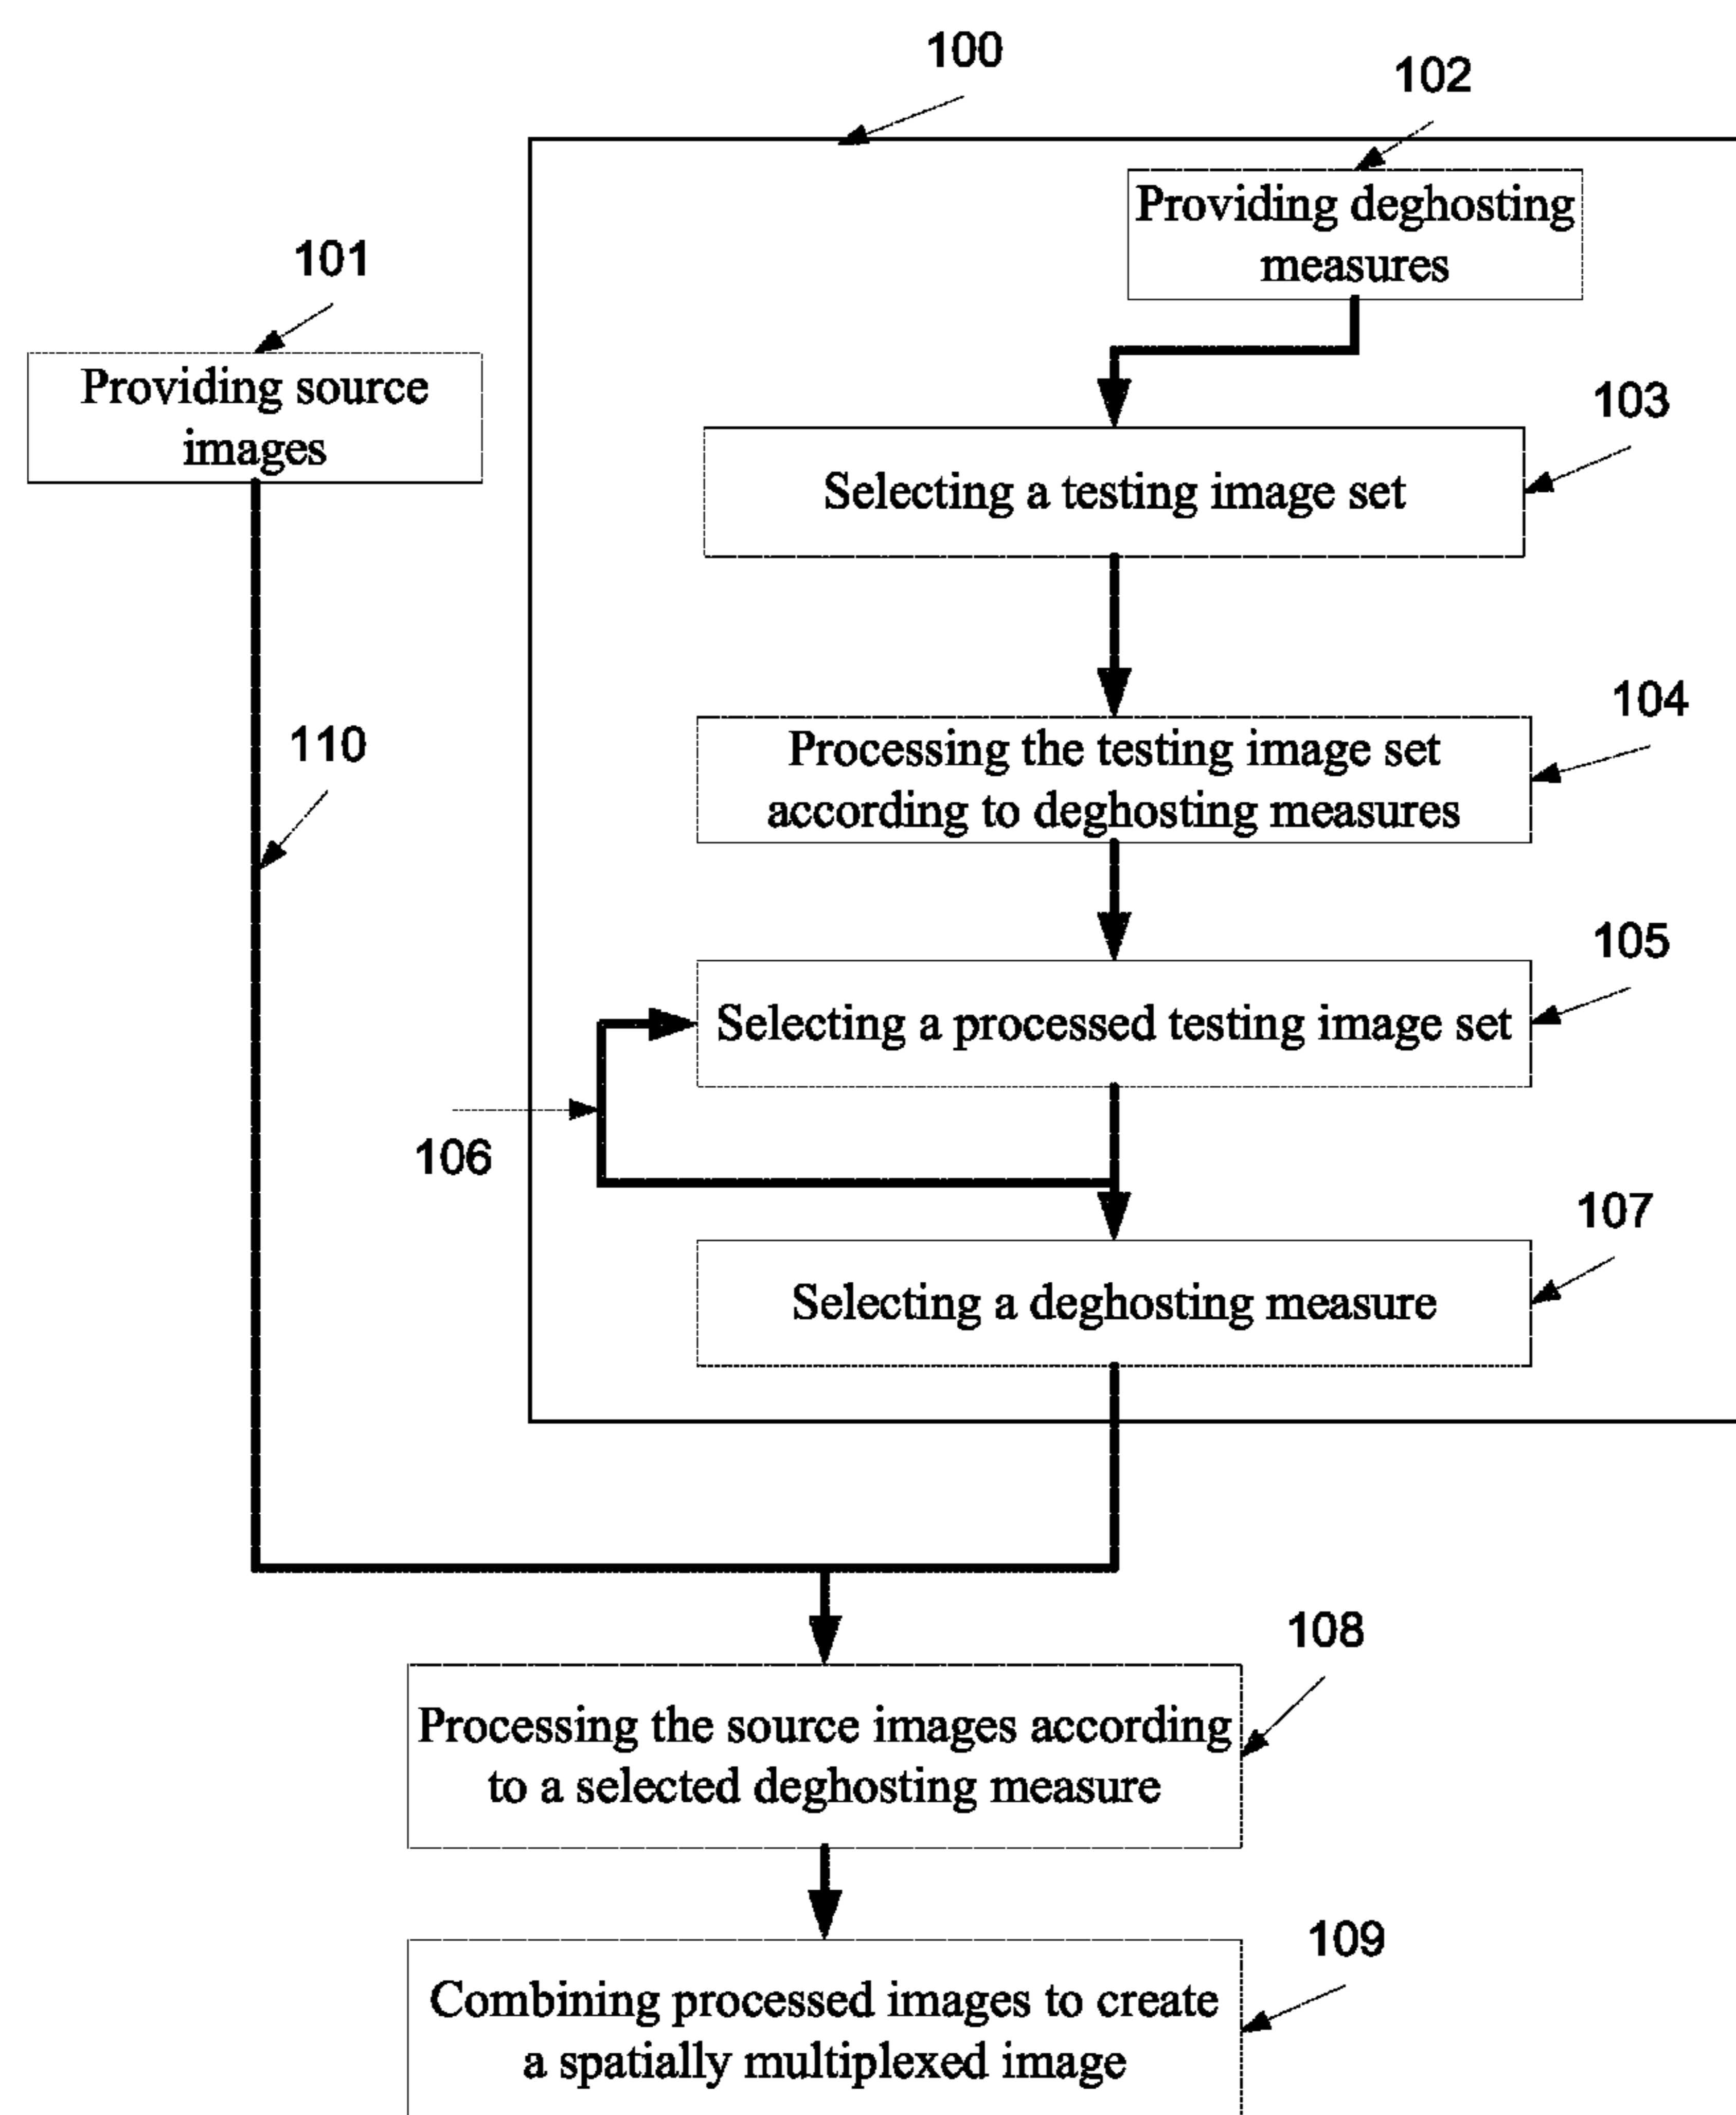 100
102
Providing deghosting
measures
101
Providing source
images
103
Selecting a testing image set
104
Processing the testing image set
according to deghosting measures
110
105
Selecting a processed testing image set
106
107
Selecting a deghosting measure
108
Processing the source images according
to a selected deghosting measure
109
Combining processed images to create
a spatially multiplexed image